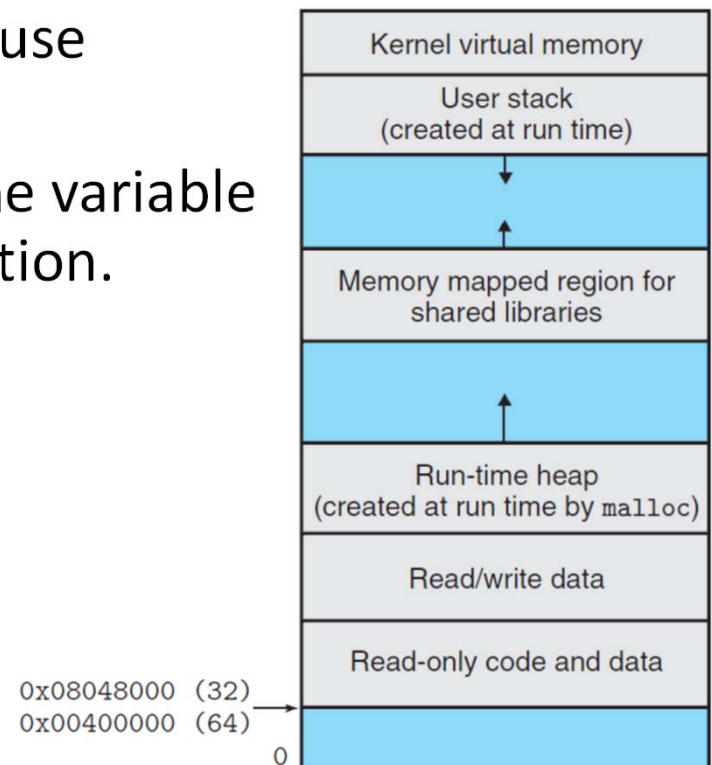 use
e variable
tion.
Kernel virtual memory
User stack
(created at run time)
Memory mapped region for
shared libraries
Run-time heap
(created at run time by malloc)
Read/write data
Read-only code and data
0x08048000 (32)
0x00400000 (64)
0